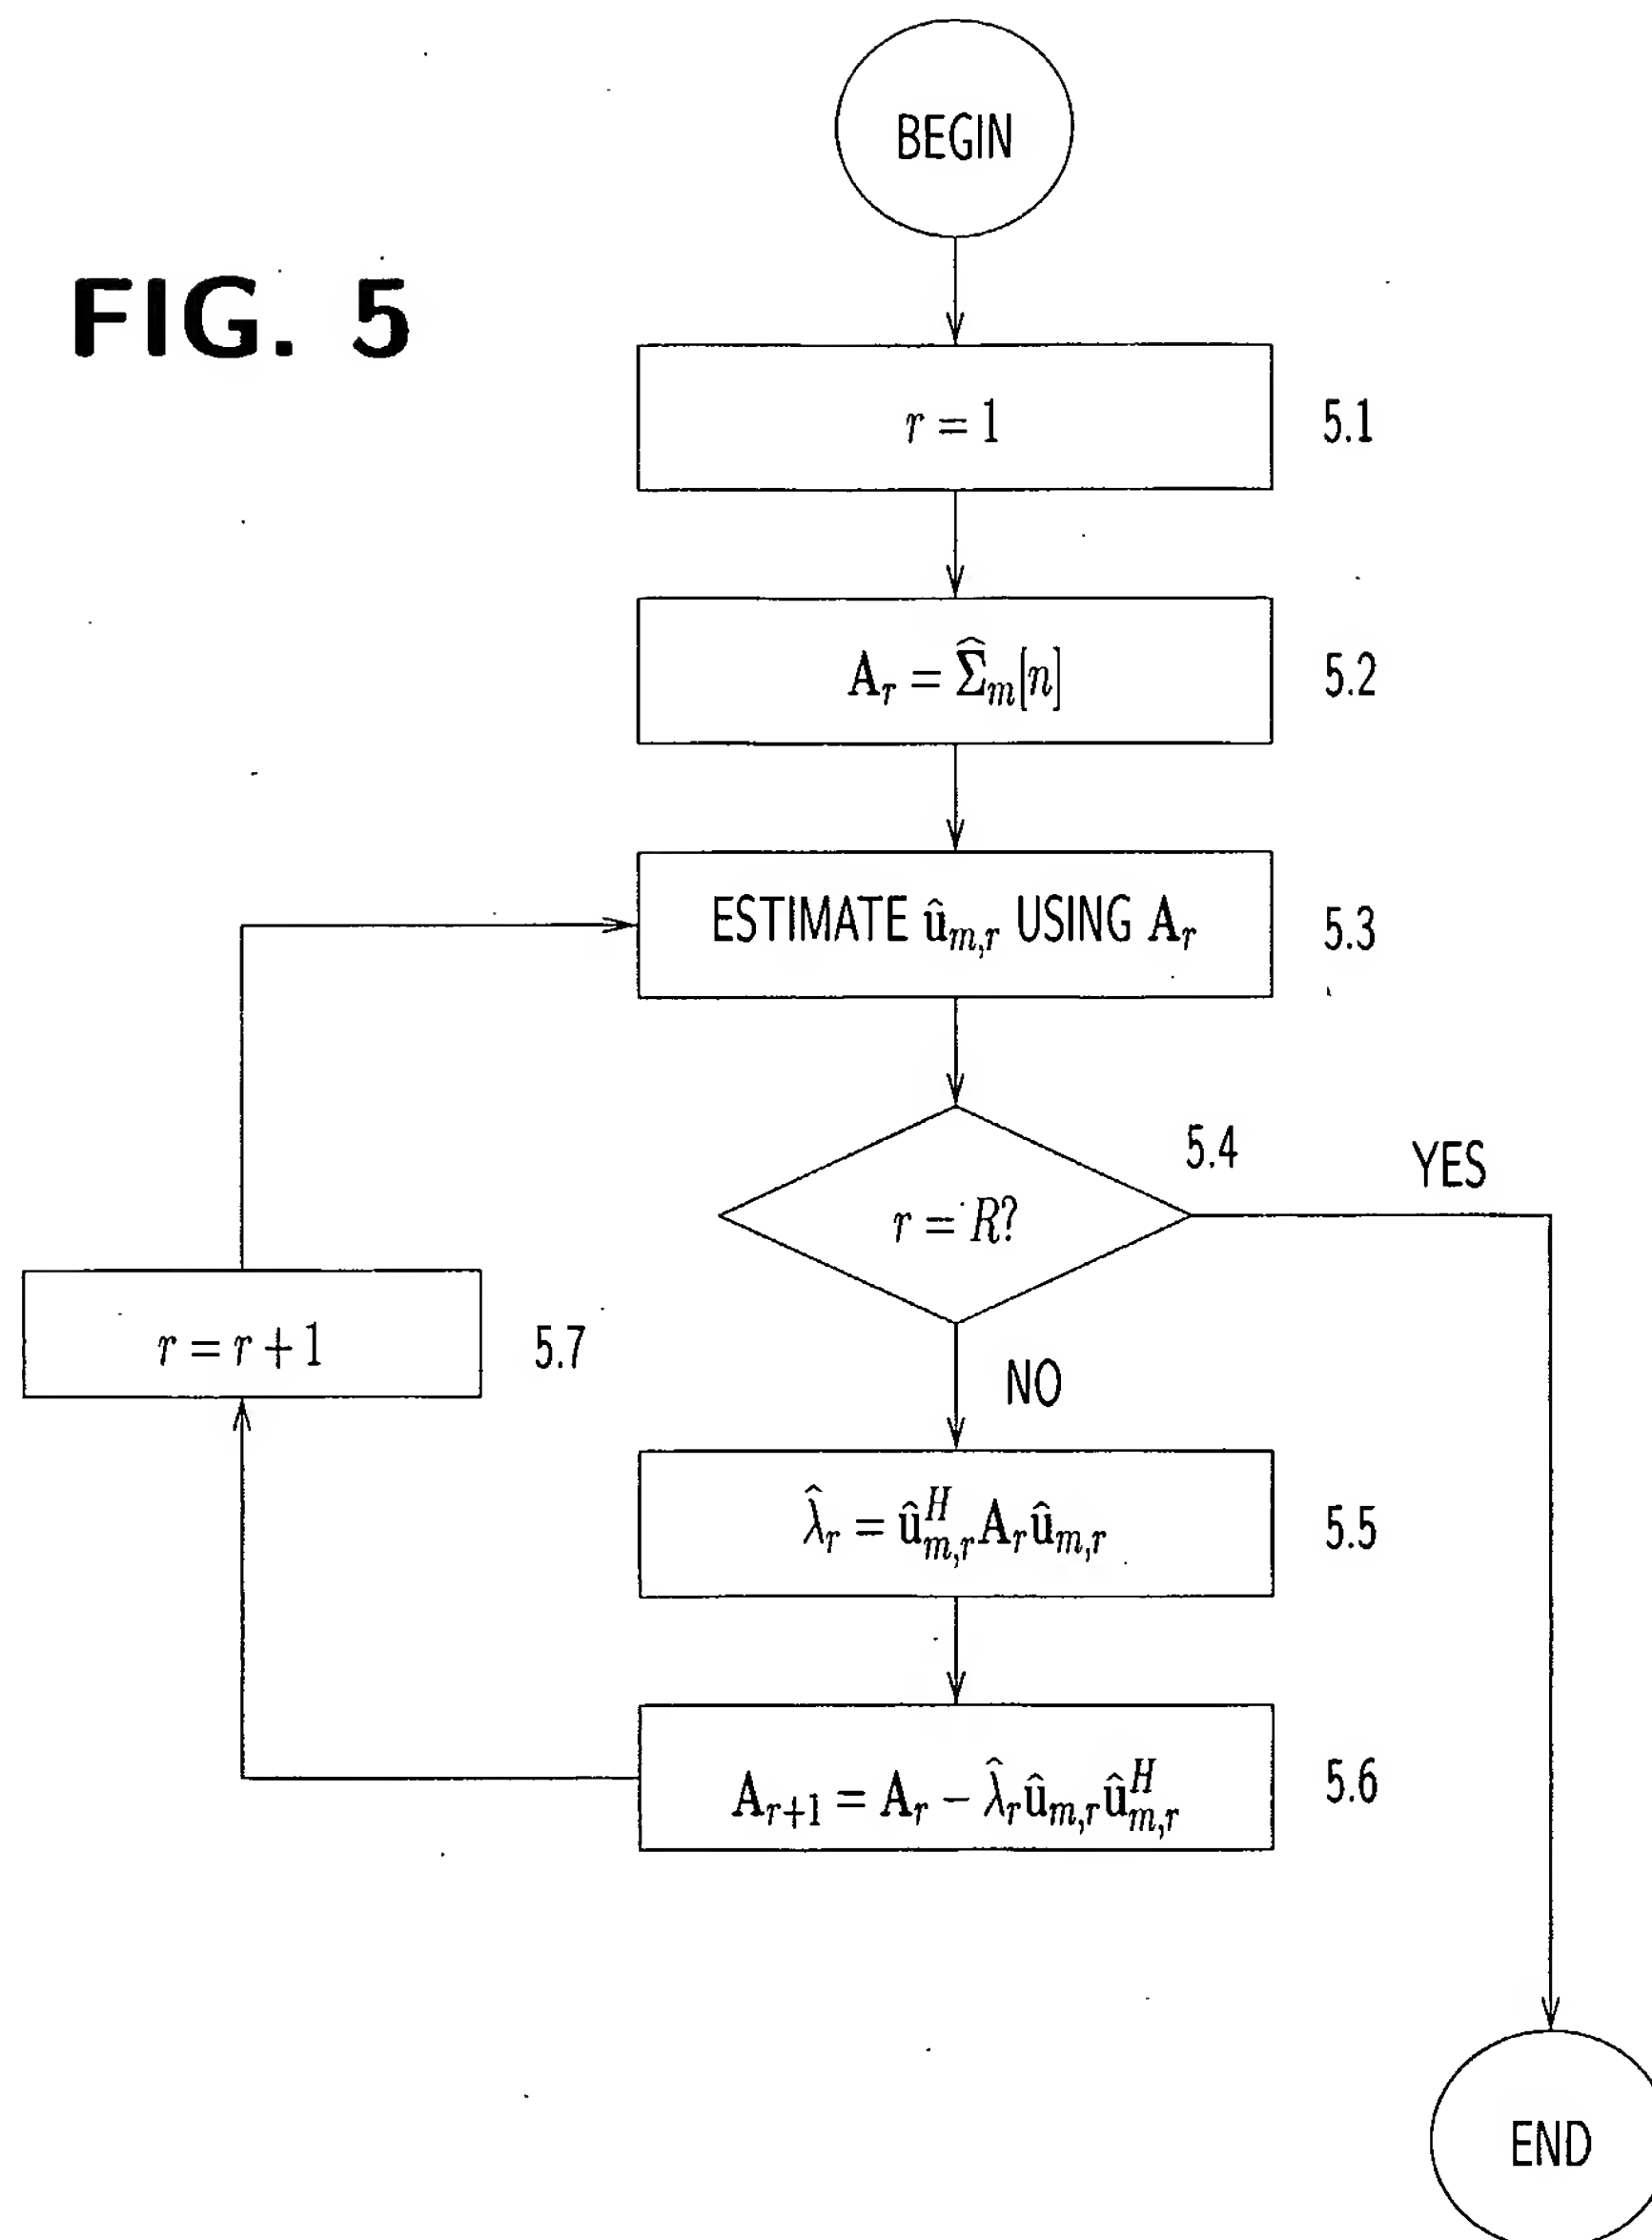 BEGIN
FIG. 5
r = 1
5.1
A_r = Σ̂_m[n]
5.2
ESTIMATE û_{m,r} USING A_r
5.3
5.4
YES
r = R?
r = r + 1
5.7
NO
λ̂_r = û^H_{m,r} A_r û_{m,r}
5.5
A_{r+1} = A_r − λ̂_r û_{m,r} û^H_{m,r}
5.6
END